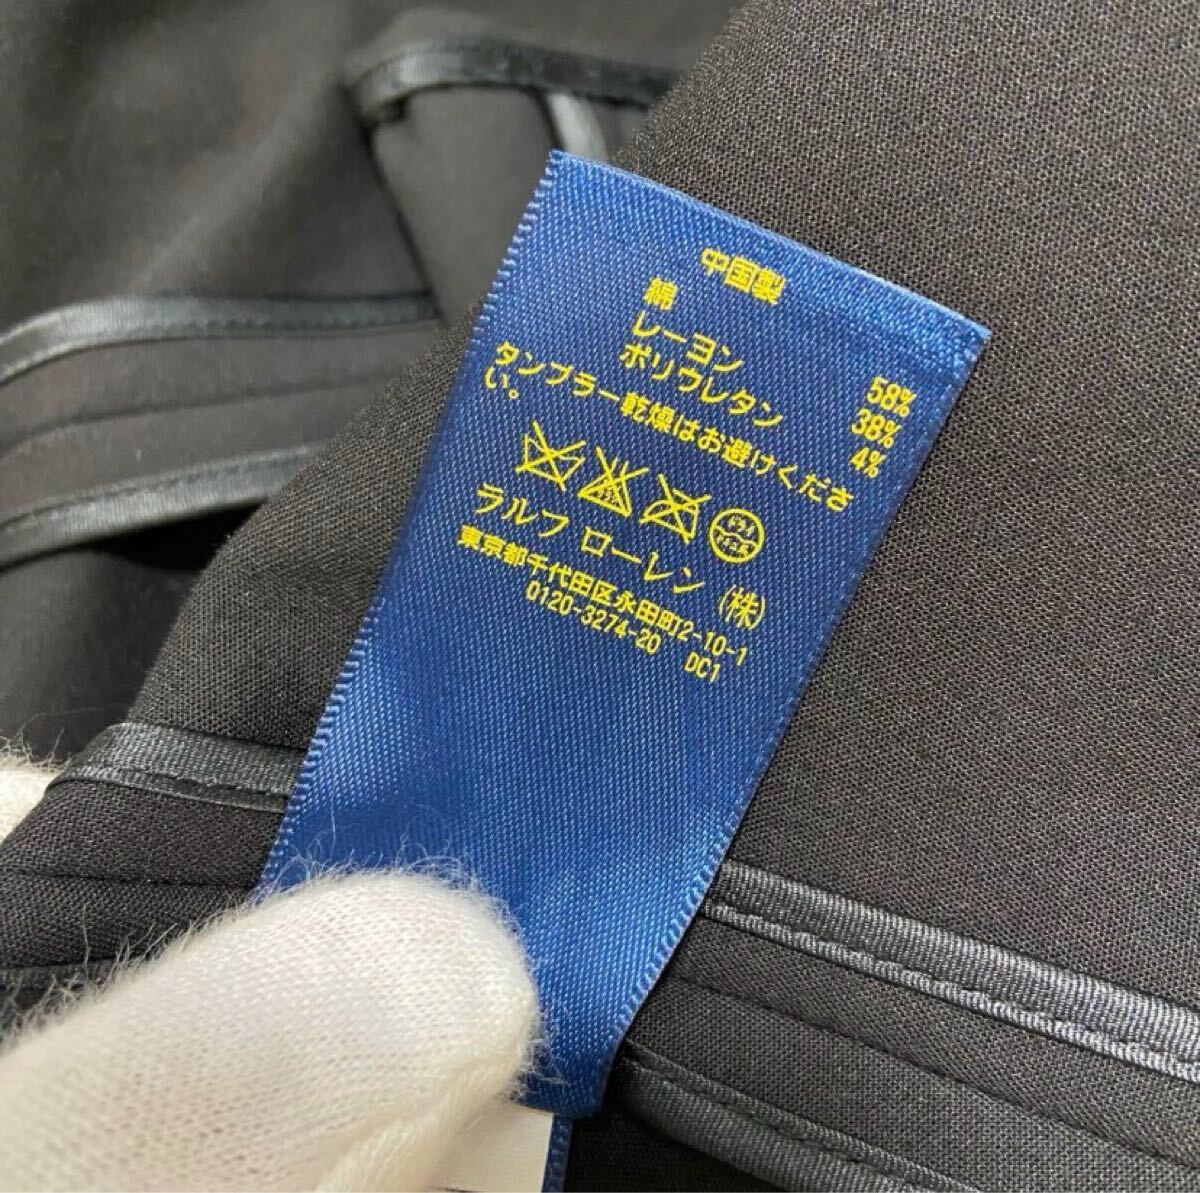 中国製
綿 58%
レーヨン 38%
ポリウレタン 4%
タンブラー乾燥はお避けくださ
い。
ドライ
ラルフ ローレン (株)
東京都千代田区永田町2-10-1
0120-3274-20 DC1